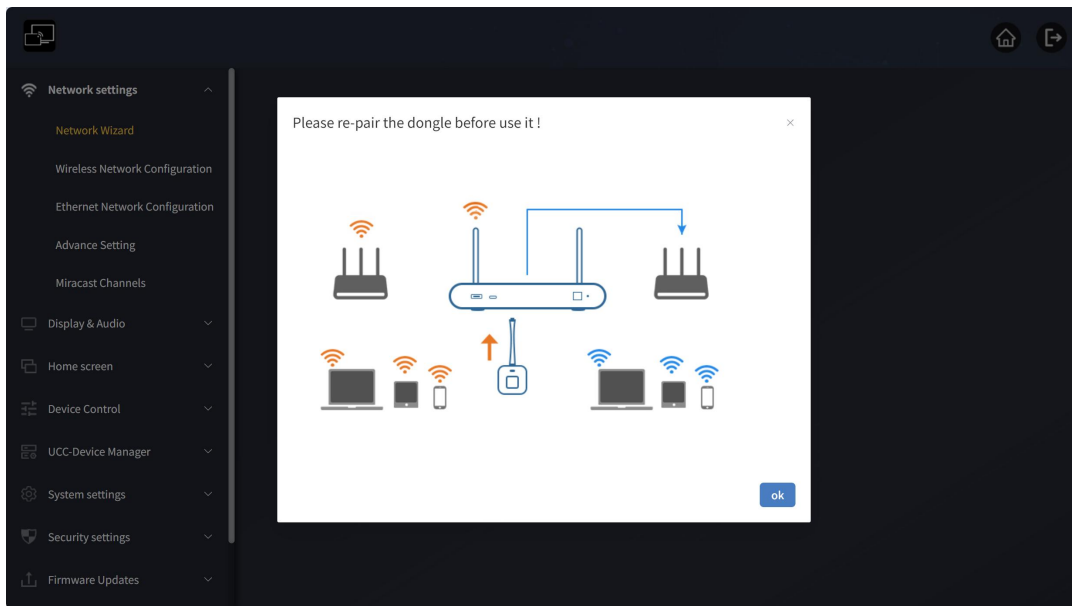 Network settings
Network Wizard
Wireless Network Configuration
Ethernet Network Configuration
Advance Setting
Miracast Channels
Display & Audio
Home screen
Device Control
UCC-Device Manager
System settings
Security settings
Firmware Updates
Please re-pair the dongle before use it !
ok